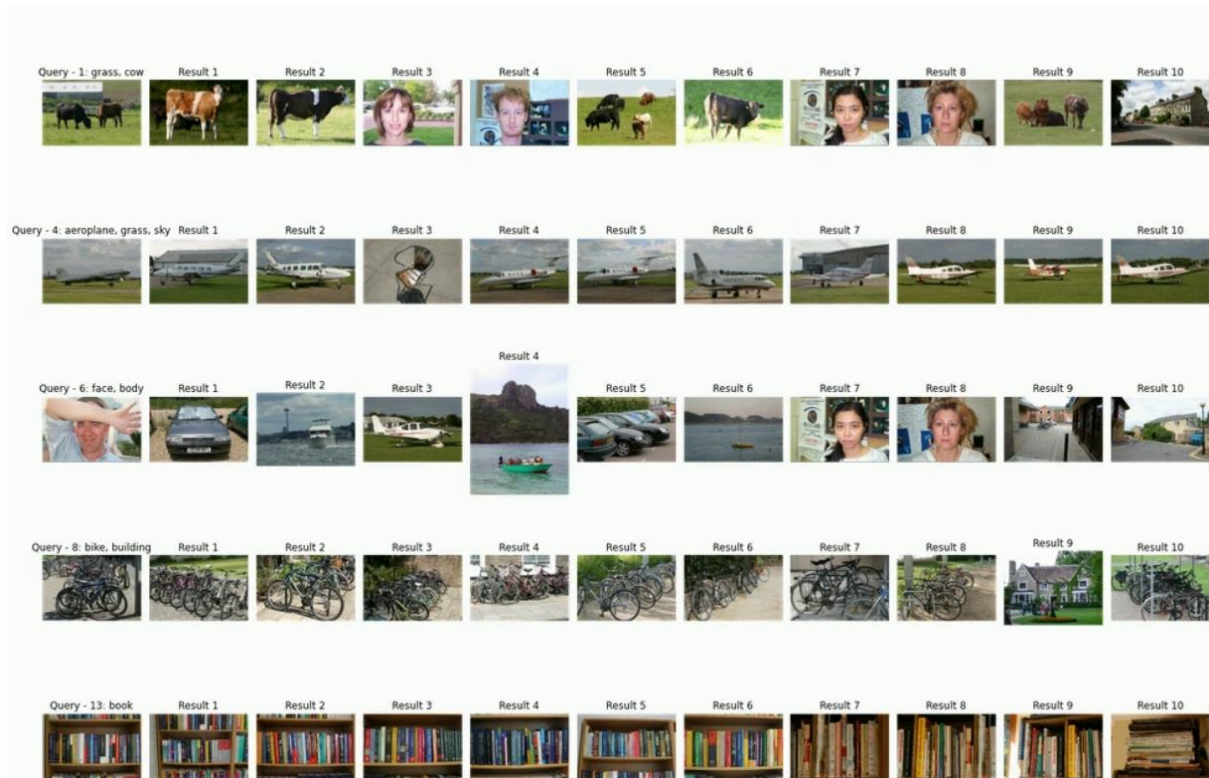 Query - 1: grass, cow Result 1 Result 2 Result 3 Result 4 Result 5 Result 6 Result 7 Result 8 Result 9 Result 10
Query - 4: aeroplane, grass, sky Result 1 Result 2 Result 3 Result 4 Result 5 Result 6 Result 7 Result 8 Result 9 Result 10
Result 4
Query - 6: face, body Result 1 Result 2 Result 3 Result 5 Result 6 Result 7 Result 8 Result 9 Result 10
Query - 8: bike, building Result 1 Result 2 Result 3 Result 4 Result 5 Result 6 Result 7 Result 8 Result 9 Result 10
Query - 13: book Result 1 Result 2 Result 3 Result 4 Result 5 Result 6 Result 7 Result 8 Result 9 Result 10